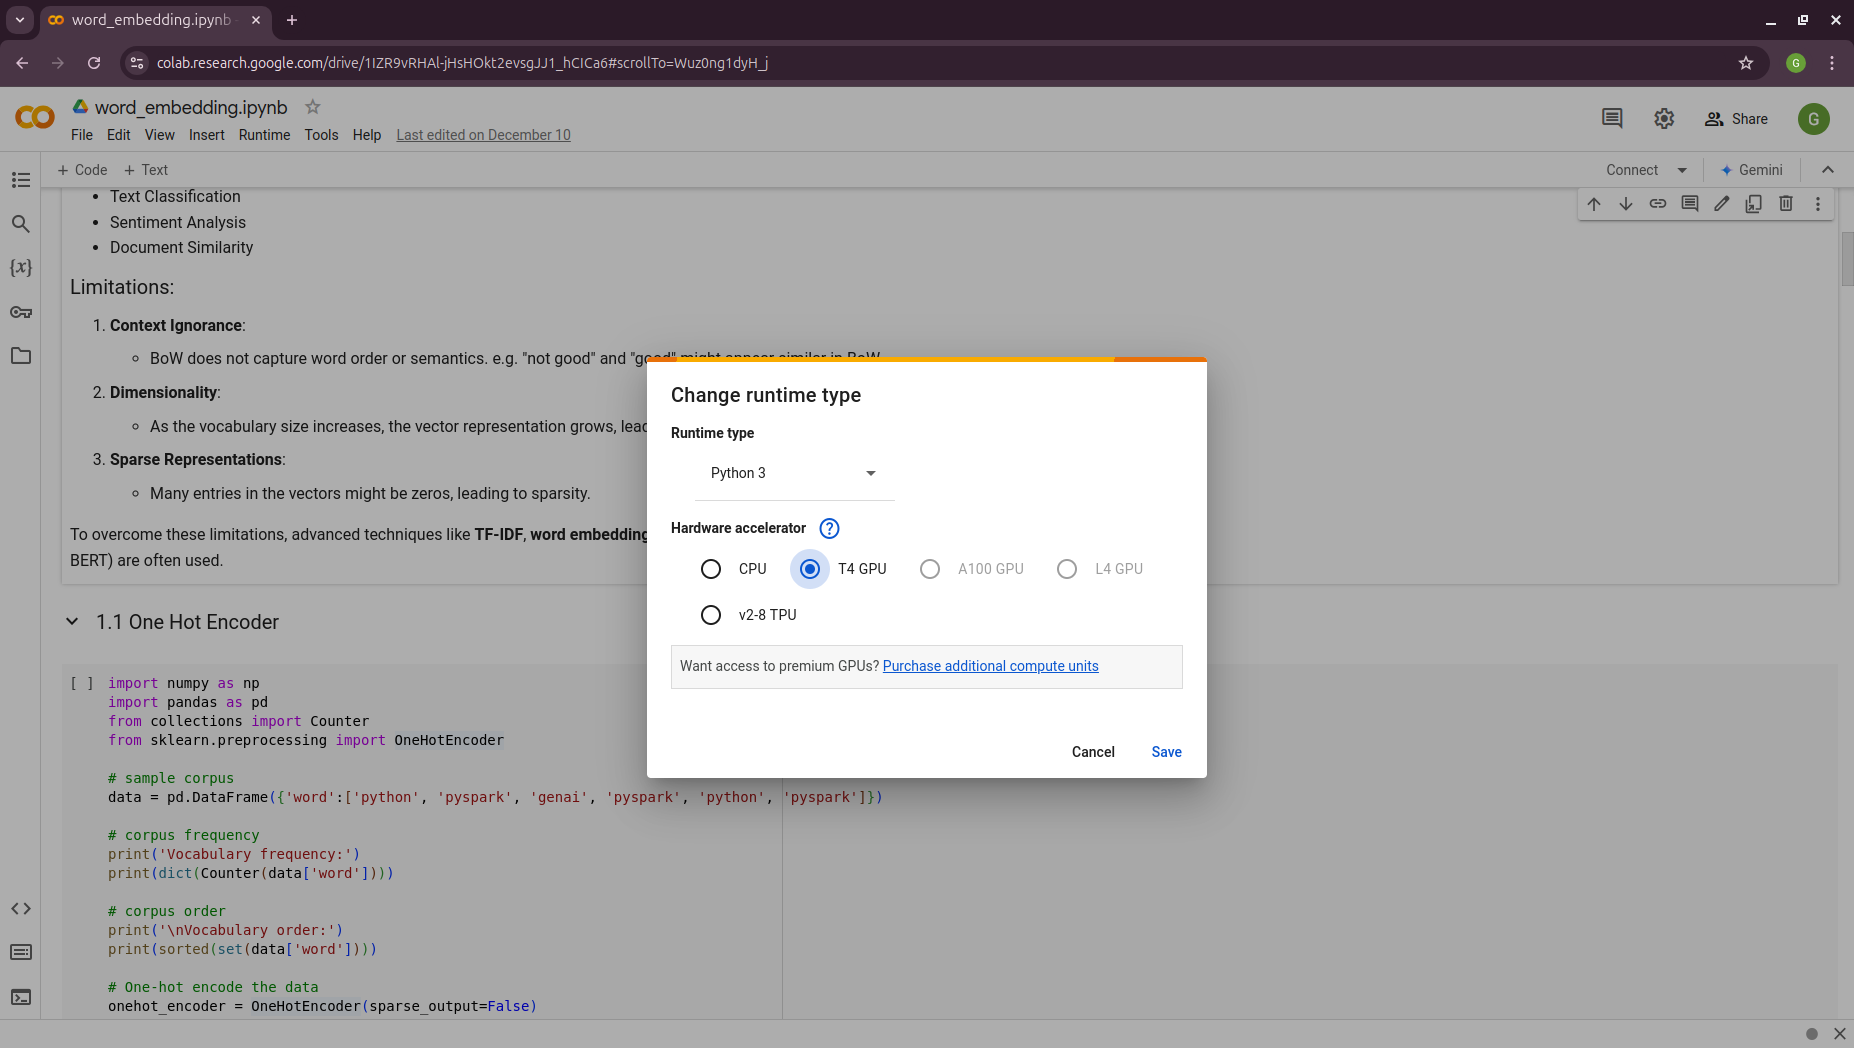 word_embedding.ipynb
colab.research.google.com/drive/1IZR9vRHAl-jHsHOkt2evsgJJ1_hCICa6#scrollTo=Wuz0ng1dyH_j
G
word_embedding.ipynb
File Edit View Insert Runtime Tools Help Last edited on December 10
Share
G
+ Code + Text
Connect
Gemini
• Text Classification
• Sentiment Analysis
• Document Similarity
Limitations:
1. Context Ignorance:
◦ BoW does not capture word order or semantics. e.g. "not good" and "good" might appear similar in BoW.
2. Dimensionality:
◦ As the vocabulary size increases, the vector representation grows,
3. Sparse Representations:
◦ Many entries in the vectors might be zeros, leading to sparsity.
To overcome these limitations, advanced techniques like TF-IDF, word embedding
BERT) are often used.
1.1 One Hot Encoder
[ ] import numpy as np
import pandas as pd
from collections import Counter
from sklearn.preprocessing import OneHotEncoder
# sample corpus
data = pd.DataFrame({'word':['python', 'pyspark', 'genai', 'pyspark', 'python', 'pyspark']})
# corpus frequency
print('Vocabulary frequency:')
print(dict(Counter(data['word'])))
# corpus order
print('\nVocabulary order:')
print(sorted(set(data['word'])))
# One-hot encode the data
onehot_encoder = OneHotEncoder(sparse_output=False)
Change runtime type
Runtime type
Python 3
Hardware accelerator ?
CPU T4 GPU A100 GPU L4 GPU
v2-8 TPU
Want access to premium GPUs? Purchase additional compute units
Cancel Save